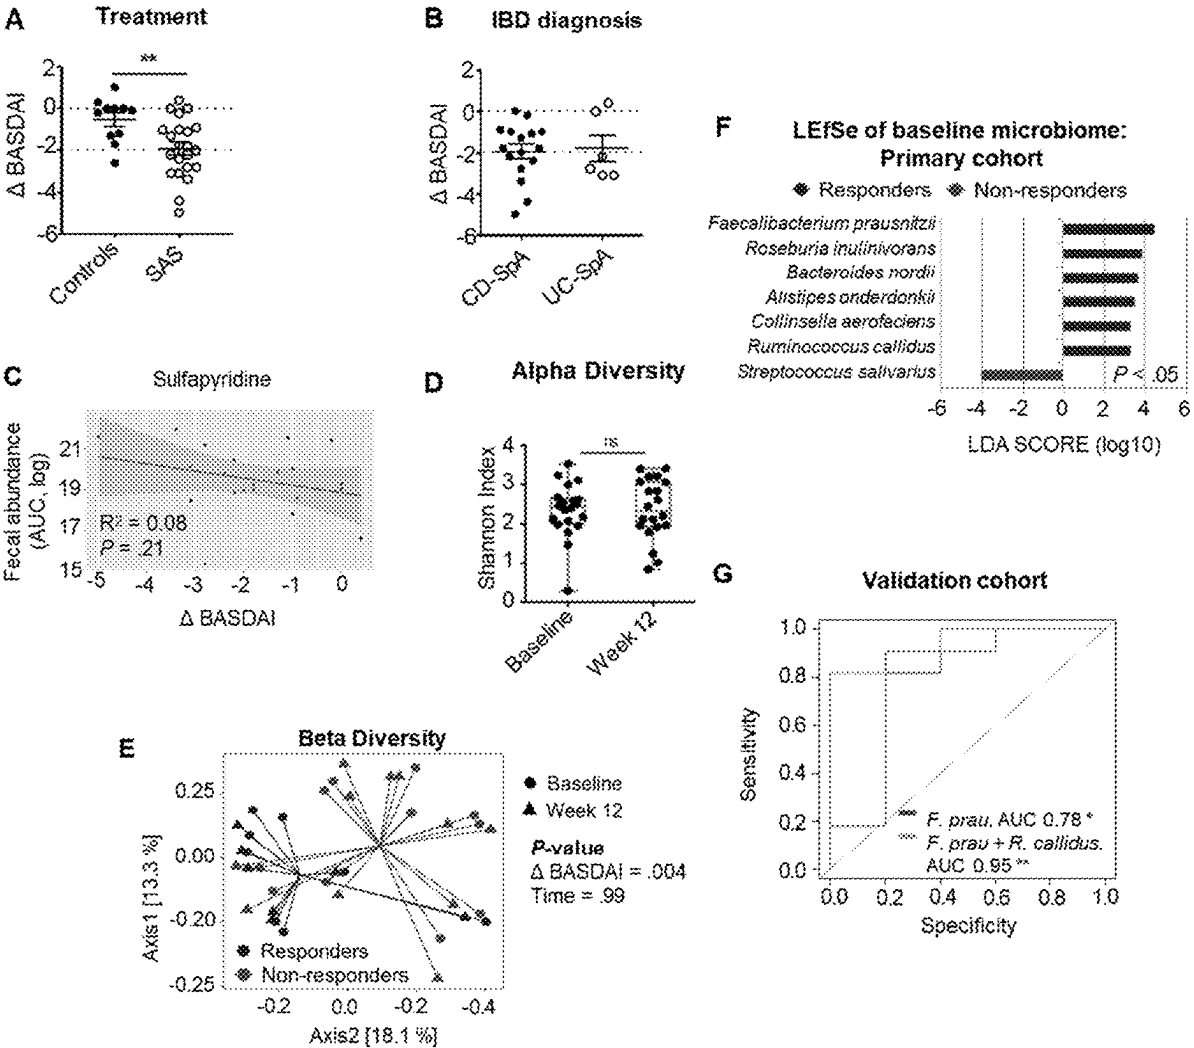 A
Treatment
**
Δ BASDAI
2
0
-2
-4
-6
Controls
SAS
B
IBD diagnosis
Δ BASDAI
2
0
-2
-4
-6
CD-SpA
UC-SpA
C
Sulfapyridine
Fecal abundance
(AUC, log)
21
19
17
15
R² = 0.08
P = .21
-5 -4 -3 -2 -1 0
Δ BASDAI
D
Alpha Diversity
ns
Shannon Index
4
3
2
1
0
Baseline
Week 12
E
Beta Diversity
Axis1 [13.3 %]
0.25
0.00
-0.20
-0.25
Responders
Non-responders
-0.2 0.0 -0.2 -0.4
Axis2 [18.1 %]
Baseline
Week 12
P-value
Δ BASDAI = .004
Time = .99
F
LEfSe of baseline microbiome:
Primary cohort
Responders Non-responders
Faecalibacterium prausnitzii
Roseburia inulinivorans
Bacteroides nordii
Alistipes onderdonkii
Collinsella aerofaciens
Ruminococcus callidus
Streptococcus salivarius
P < .05
-6 -4 -2 0 2 4 6
LDA SCORE (log10)
G
Validation cohort
Sensitivity
1.0
0.8
0.6
0.4
0.2
0.0
F. prau. AUC 0.78 *
F. prau + R. callidus.
AUC 0.95 **
0.0 0.2 0.4 0.6 0.8 1.0
Specificity